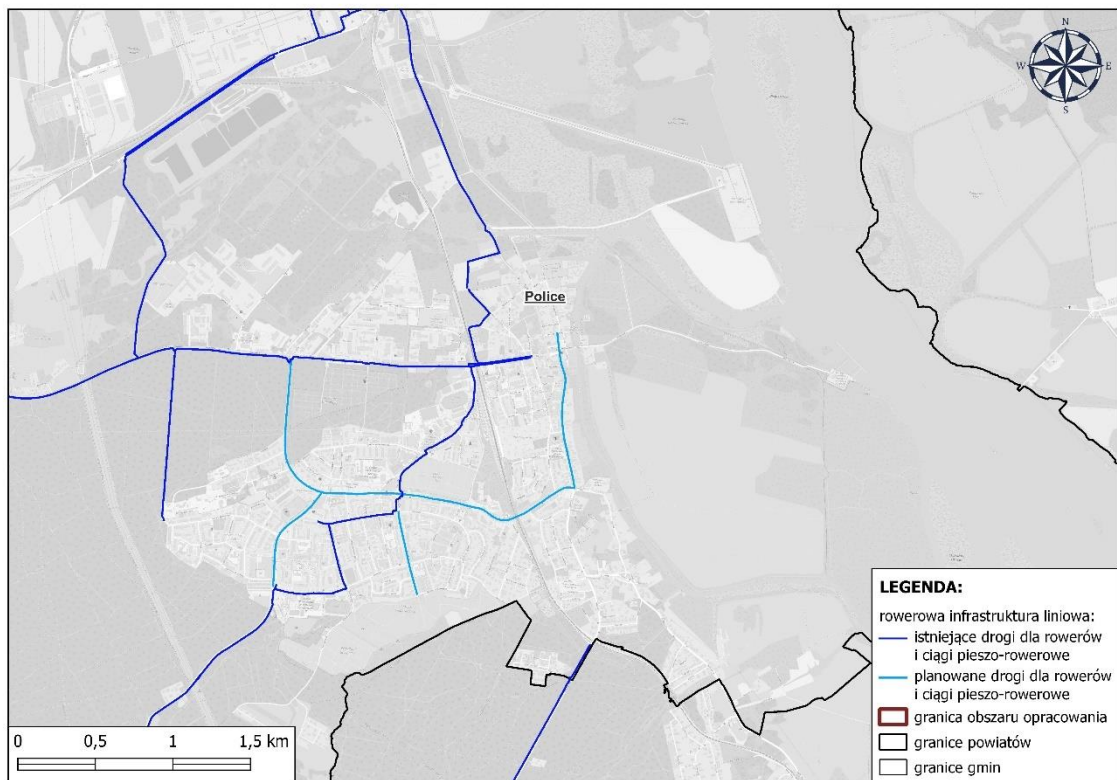 N
W
E
S
Police
LEGENDA:
rowerowa infrastruktura liniowa:
istniejące drogi dla rowerów
i ciągi pieszo-rowerowe
planowane drogi dla rowerów
i ciągi pieszo-rowerowe
granica obszaru opracowania
granice powiatów
granice gmin
0 0,5 1 1,5 km